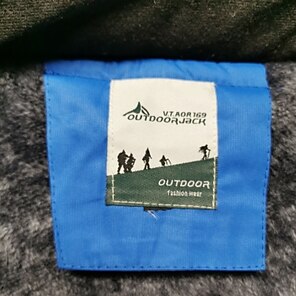 V.T.AOR 169
OUTDOORJACK
OUTDOOR
fashion wear